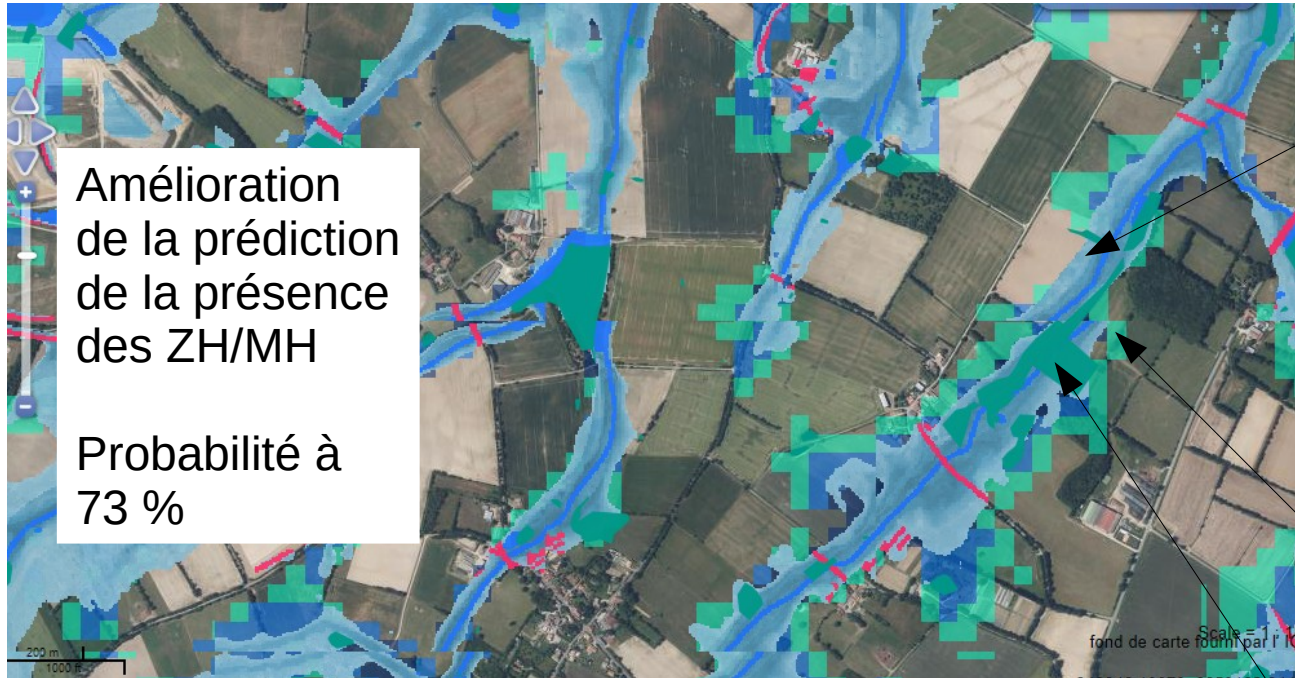 Amélioration
de la prédiction
de la présence
des ZH/MH
Probabilité à
73 %
200 m
1000 ft
Scale = 1 : 1
fond de carte fourni par l'